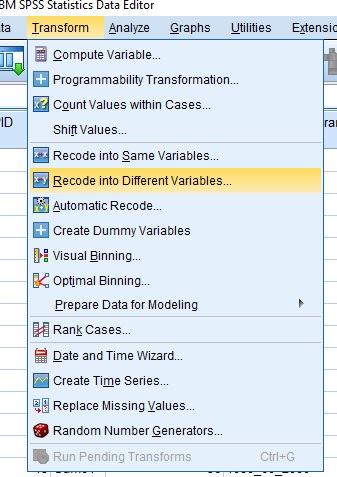 BM SPSS Statistics Data Editor
ta Transform Analyze Graphs Utilities Extensio
Compute Variable...
Programmability Transformation...
Count Values within Cases...
Shift Values...
PID
Recode into Same Variables...
Recode into Different Variables...
Automatic Recode...
Create Dummy Variables
Visual Binning...
Optimal Binning...
Prepare Data for Modeling
Rank Cases...
Date and Time Wizard...
Create Time Series...
Replace Missing Values...
Random Number Generators...
Run Pending Transforms Ctrl+G